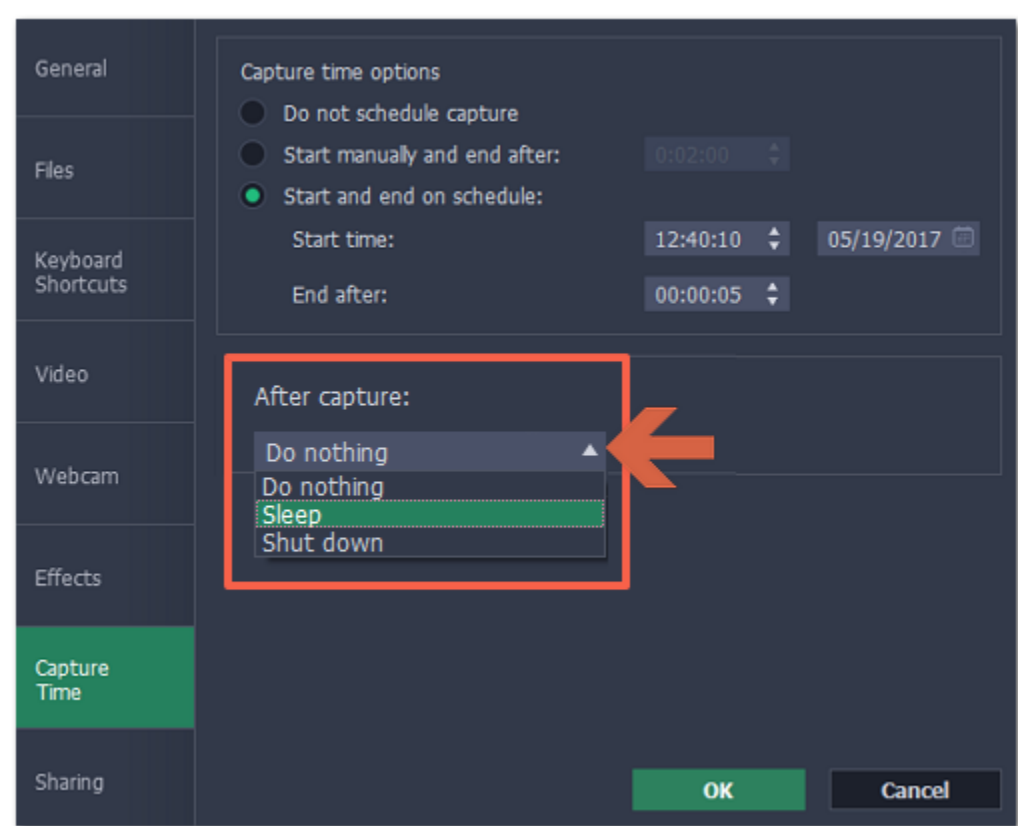 General
Files
Keyboard
Shortcuts
Video
Webcam
Effects
Capture
Time
Sharing
Capture time options
Do not schedule capture
Start manually and end after: 0:02:00
Start and end on schedule:
Start time: 12:40:10 05/19/2017
End after: 00:00:05
After capture:
Do nothing
Do nothing
Sleep
Shut down
OK Cancel